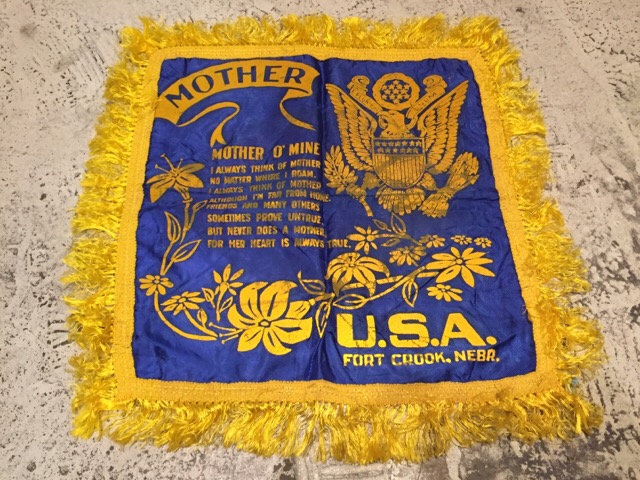 MOTHER
MOTHER O' MINE
I ALWAYS THINK OF MOTHER
NO MATTER WHERE I ROAM.
I ALWAYS THINK OF MOTHER
ALTHOUGH I'M FAR FROM HOME.
FRIENDS AND MANY OTHERS
SOMETIMES PROVE UNTRUE.
BUT NEVER DOES A MOTHER,
FOR HER HEART IS ALWAYS TRUE.
U.S.A.
FORT CROOK, NEBR.